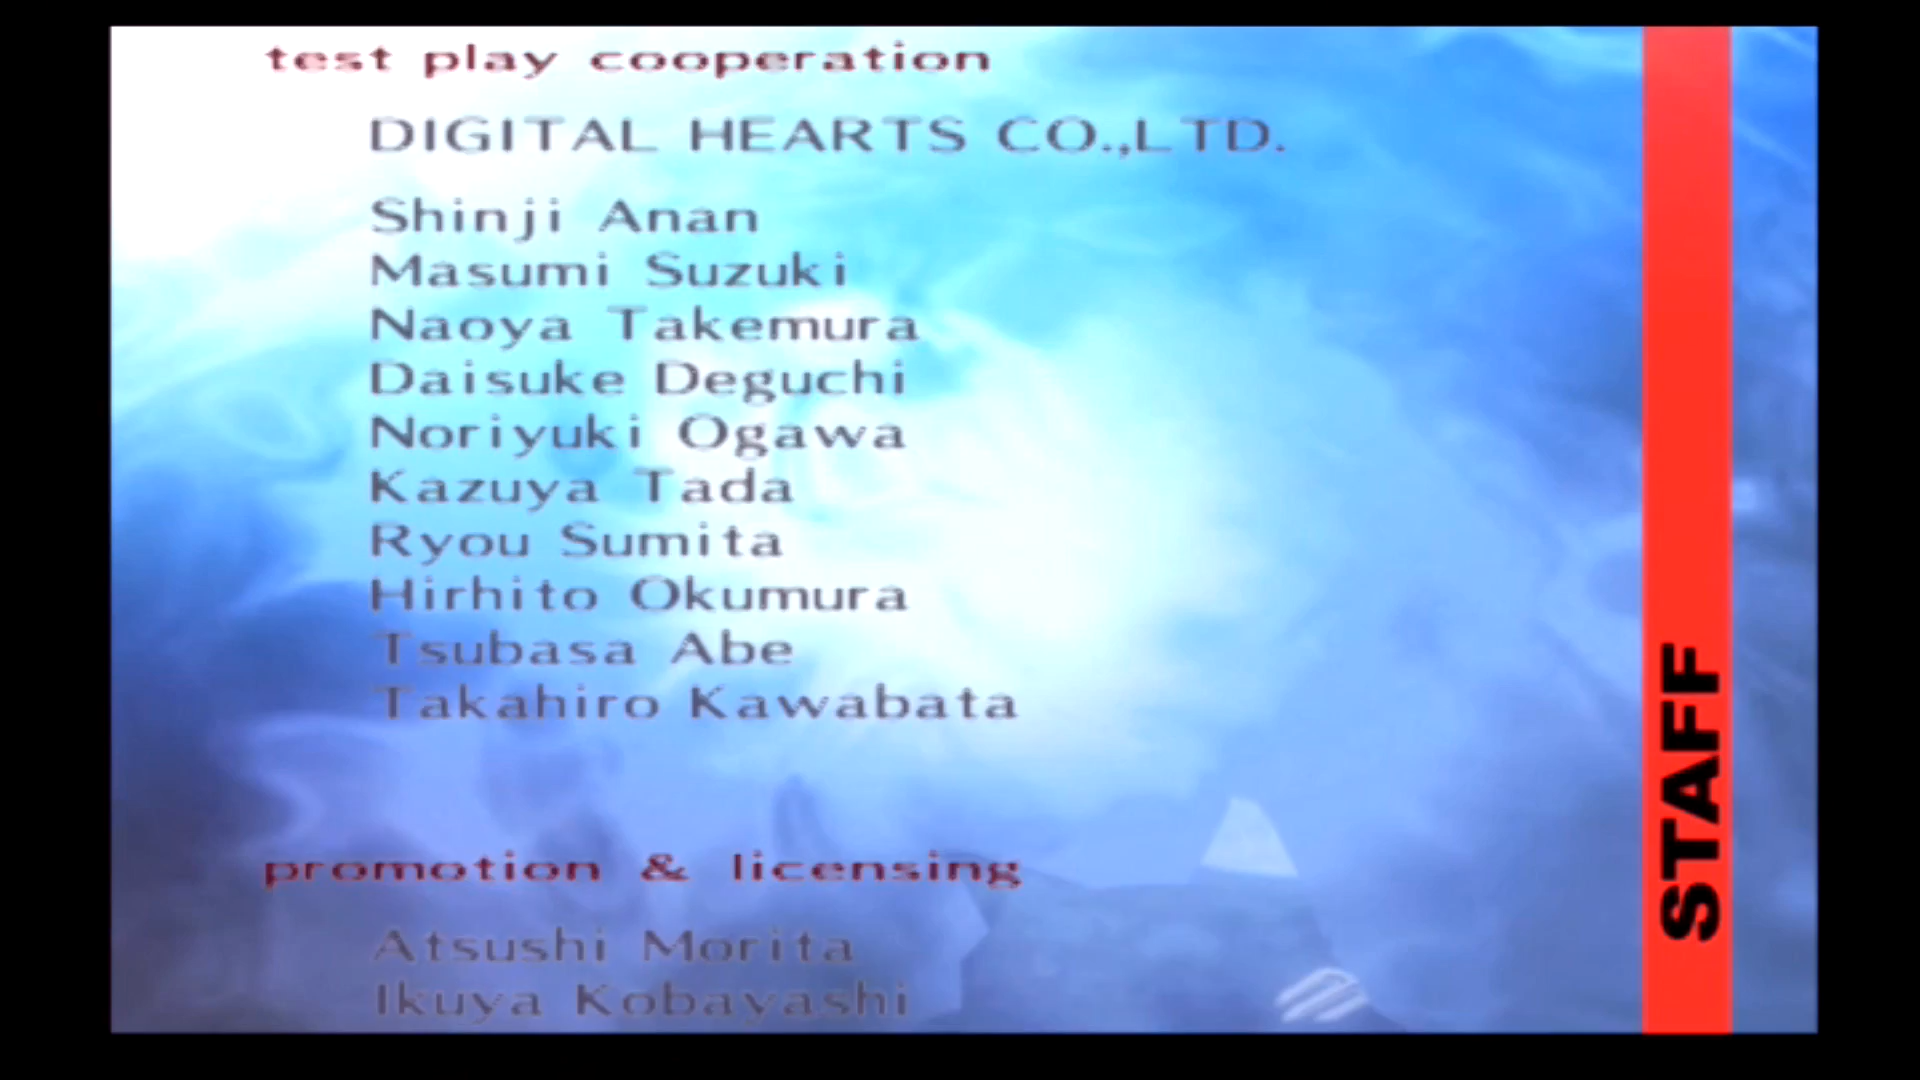 test play cooperation
DIGITAL HEARTS CO.,LTD.
Shinji Anan
Masumi Suzuki
Naoya Takemura
Daisuke Deguchi
Noriyuki Ogawa
Kazuya Tada
Ryou Sumita
Hirhito Okumura
Tsubasa Abe
Takahiro Kawabata
promotion & licensing
Atsushi Morita
Ikuya Kobayashi
STAFF